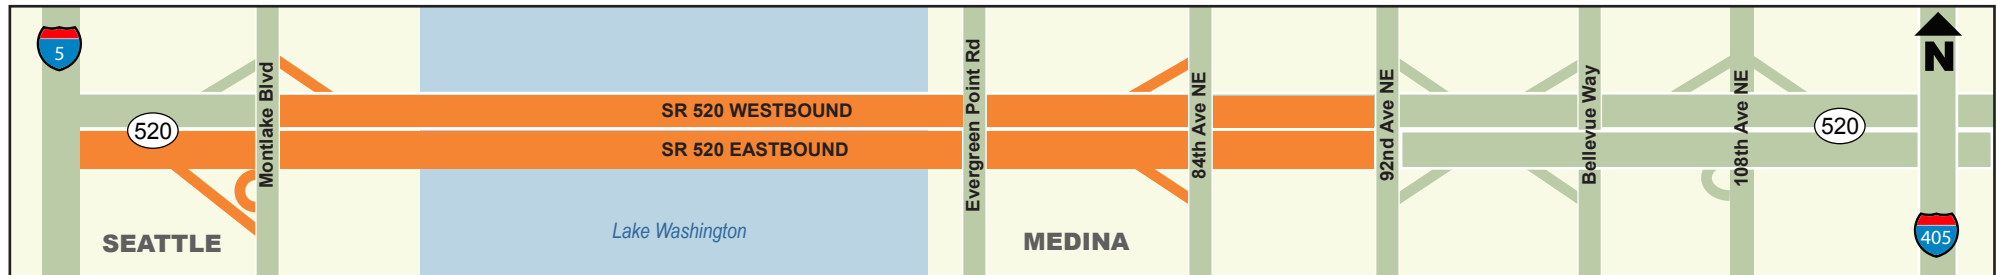 5
520
Montlake Blvd
SEATTLE
SR 520 WESTBOUND
SR 520 EASTBOUND
Lake Washington
Evergreen Point Rd
MEDINA
84th Ave NE
92nd Ave NE
Bellevue Way
108th Ave NE
520
N
405